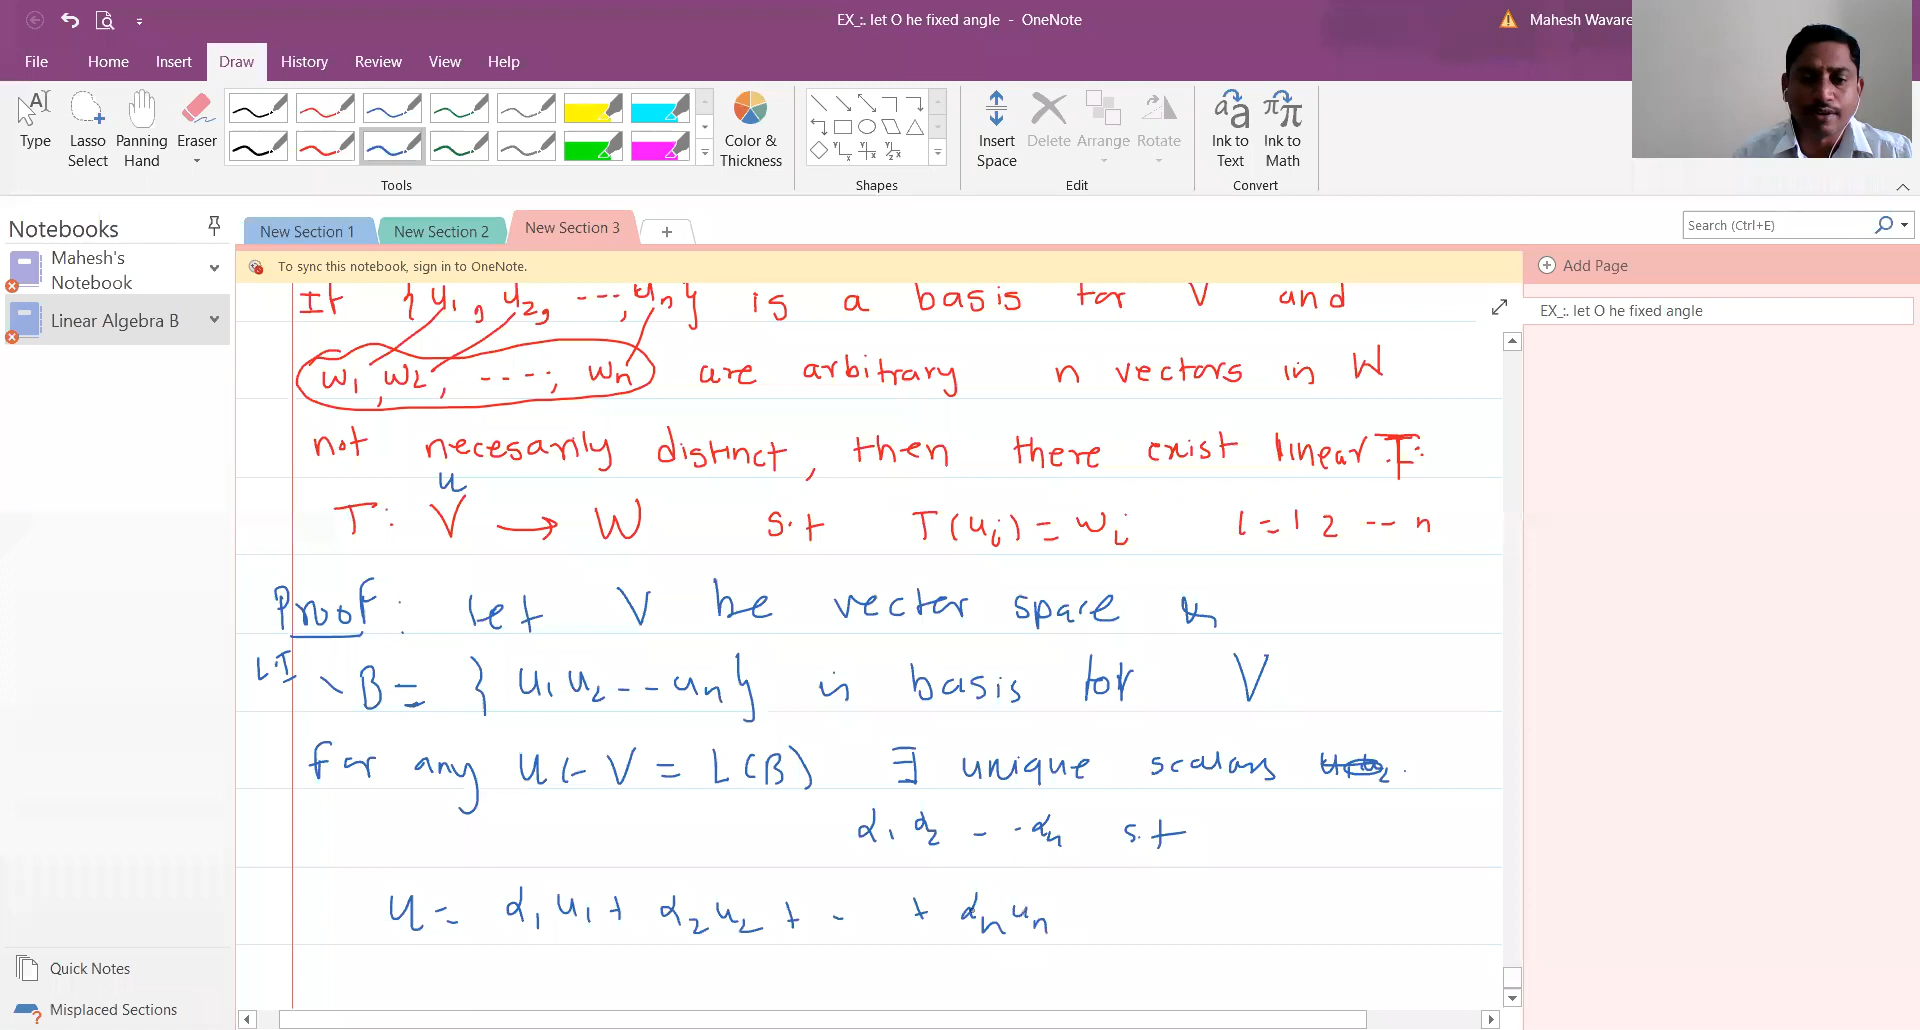 EX_:. let O he fixed angle - OneNote
Mahesh Wavare
File Home Insert Draw History Review View Help
Type
Lasso Select
Panning Hand
Eraser
Color & Thickness
Insert Space
Delete
Arrange
Rotate
Ink to Text
Ink to Math
Tools
Shapes
Edit
Convert
Notebooks
Mahesh's Notebook
Linear Algebra B
New Section 1
New Section 2
New Section 3
+
Search (Ctrl+E)
To sync this notebook, sign in to OneNote.
Add Page
EX_:. let O he fixed angle
If { u1, u2, ---, un} is a basis for V and
w1, w2, ----, wn are arbitrary n vectors in W
not necesarily distinct, then there exist linear T:
u
T: V → W s.t T(ui) = wi i=1 2 -- n
Proof: let V be vector space
L.I B = { u1 u2 -- un } is basis for V
for any u ∈ V = L(B) ∃ unique scalars
α1 α2 - - αn s.t
u = α1u1 + α2u2 + - + αnun
Quick Notes
Misplaced Sections